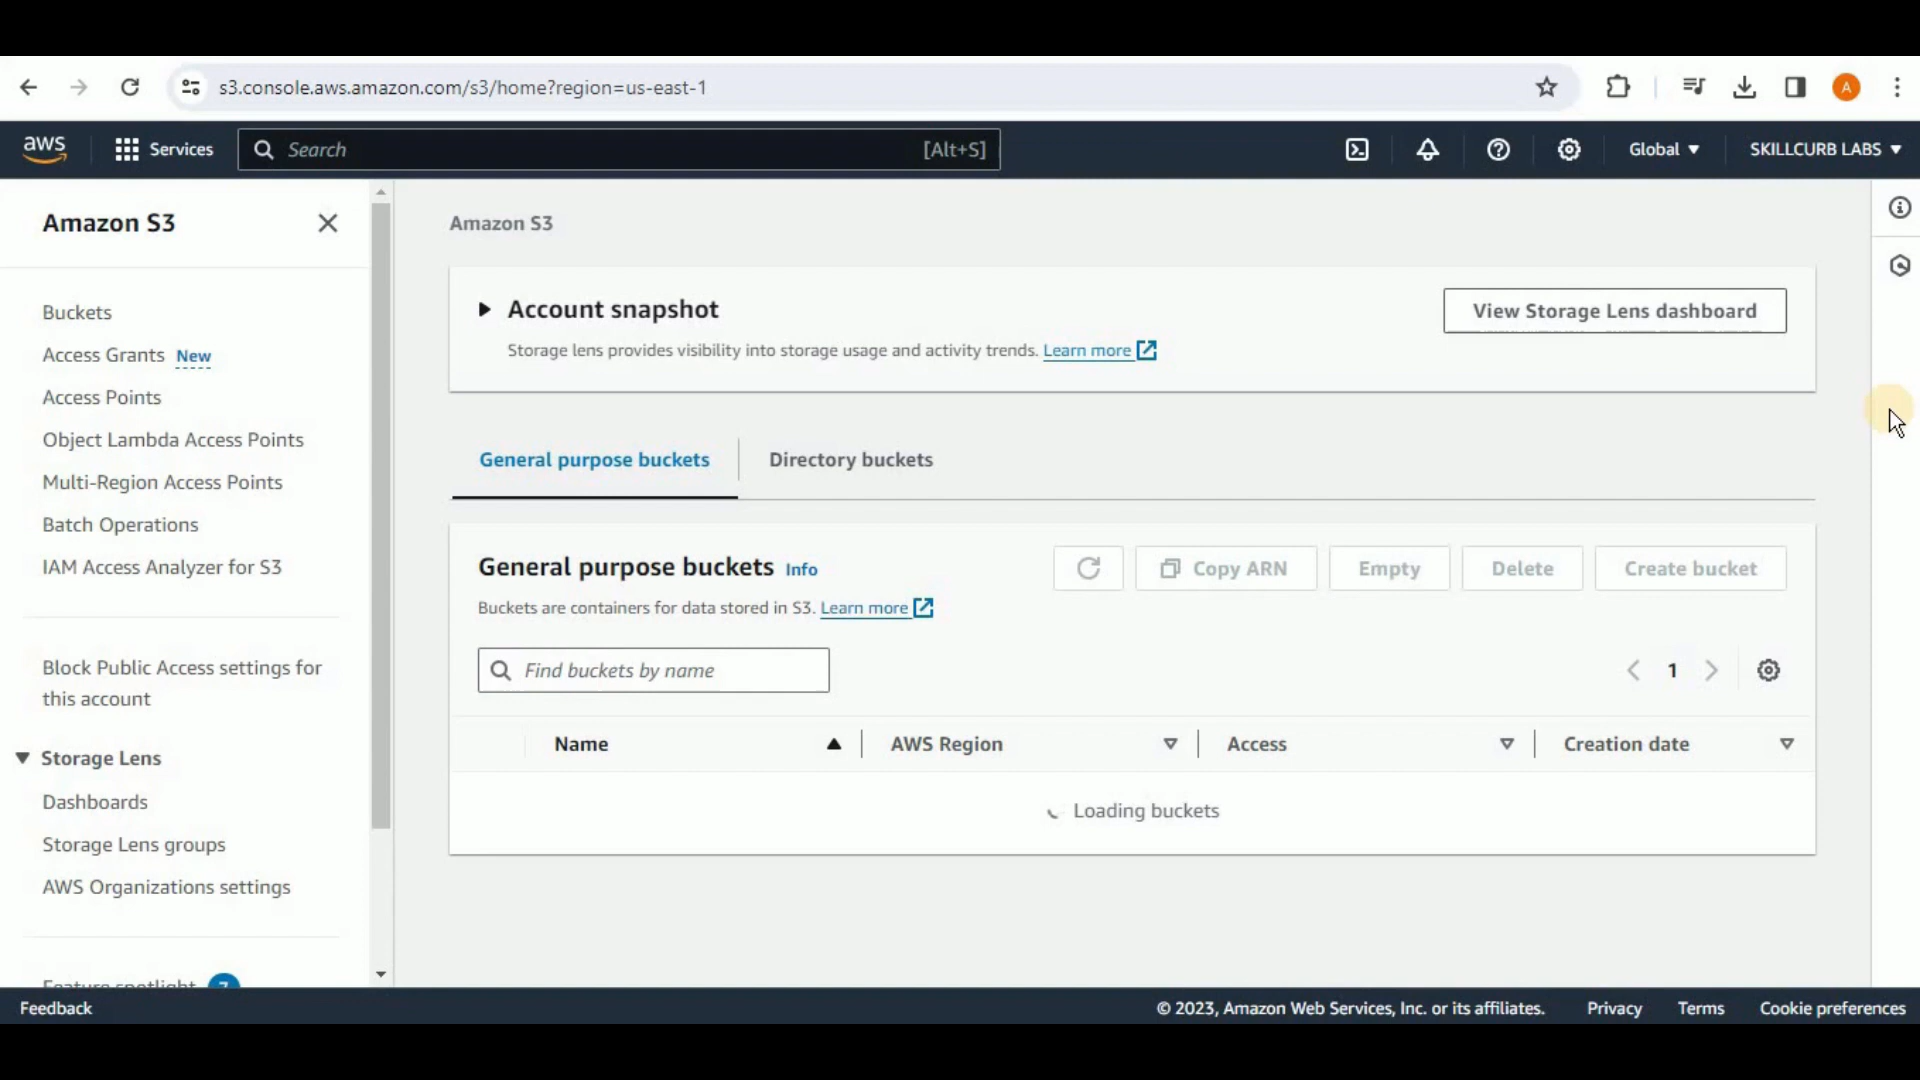 s3.console.aws.amazon.com/s3/home?region=us-east-1
A
aws
Services
Search
[Alt+S]
Global
SKILLCURB LABS
Amazon S3
Buckets
Access Grants New
Access Points
Object Lambda Access Points
Multi-Region Access Points
Batch Operations
IAM Access Analyzer for S3
Block Public Access settings for
this account
Storage Lens
Dashboards
Storage Lens groups
AWS Organizations settings
Feature spotlight 7
Amazon S3
Account snapshot
View Storage Lens dashboard
Storage lens provides visibility into storage usage and activity trends. Learn more
General purpose buckets
Directory buckets
General purpose buckets Info
Copy ARN
Empty
Delete
Create bucket
Buckets are containers for data stored in S3. Learn more
Find buckets by name
1
Name
AWS Region
Access
Creation date
Loading buckets
Feedback
© 2023, Amazon Web Services, Inc. or its affiliates.
Privacy
Terms
Cookie preferences